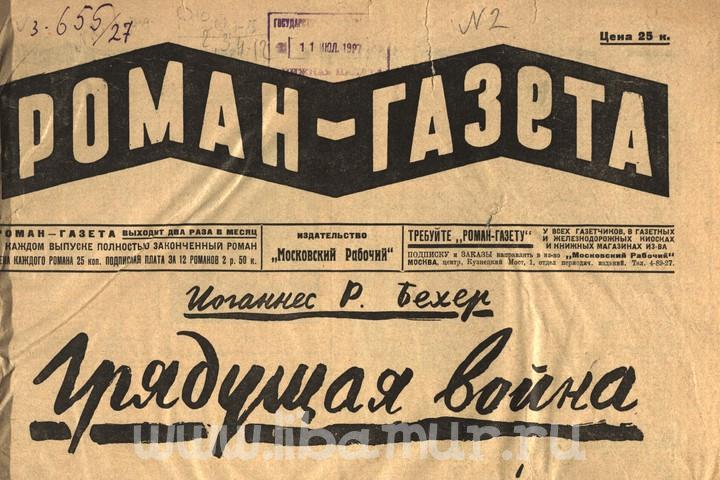 3-655/27
N2
11 ИЮЛ. 1927
Цена 25 к.
РОМАН-ГАЗЕТА
РОМАН—ГАЗЕТА ВЫХОДИТ ДВА РАЗА В МЕСЯЦ
КАЖДОМ ВЫПУСКЕ ПОЛНОСТЬЮ ЗАКОНЧЕННЫЙ РОМАН
ЦЕНА КАЖДОГО РОМАНА 25 коп. ПОДПИСНАЯ ПЛАТА ЗА 12 РОМАНОВ 2 р. 50 к.
ИЗДАТЕЛЬСТВО
„Московский Рабочий“
ТРЕБУЙТЕ „РОМАН-ГАЗЕТУ“
У ВСЕХ ГАЗЕТЧИКОВ, В ГАЗЕТНЫХ
И ЖЕЛЕЗНОДОРОЖНЫХ КИОСКАХ
И КНИЖНЫХ МАГАЗИНАХ ИЗ-ВА
ПОДПИСКУ и ЗАКАЗЫ направлять в из-во „Московский Рабочий“
МОСКВА, центр, Кузнецкий Мост, 1, отдел периодич. изданий. Тел. 4-89-27.
Иоганнес Р. Бехер
Грядущая война
www.libamur.ru